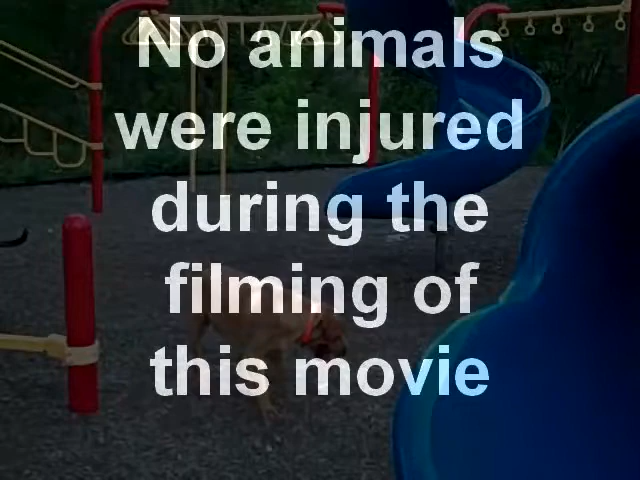 No animals
were injured
during the
filming of
this movie